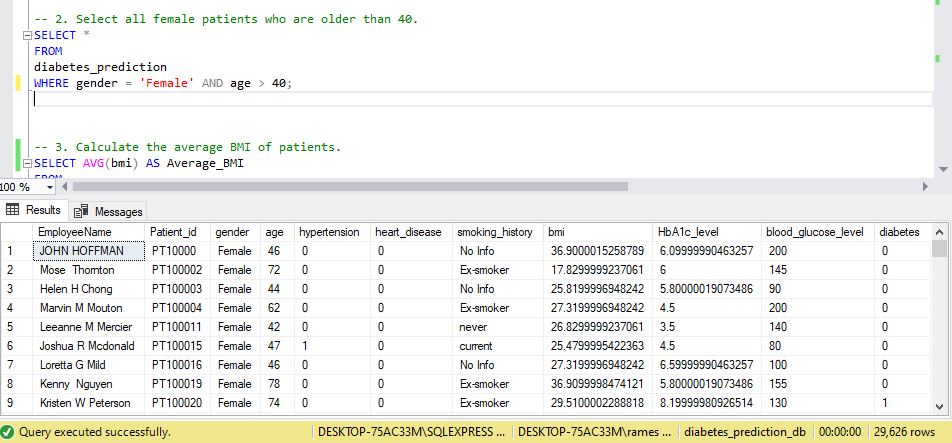 -- 2. Select all female patients who are older than 40.
SELECT *
FROM
diabetes_prediction
WHERE gender = 'Female' AND age > 40;
-- 3. Calculate the average BMI of patients.
SELECT AVG(bmi) AS Average_BMI
FROM
100 %
Results Messages
EmployeeName Patient_id gender age hypertension heart_disease smoking_history bmi HbA1c_level blood_glucose_level diabetes
1 JOHN HOFFMAN PT10000 Female 46 0 0 No Info 36.9000015258789 6.09999990463257 200 0
2 Mose Thornton PT100002 Female 72 0 0 Ex-smoker 17.8299999237061 6 145 0
3 Helen H Chong PT100003 Female 44 0 0 No Info 25.8199996948242 5.80000019073486 90 0
4 Marvin M Mouton PT100004 Female 62 0 0 Ex-smoker 27.3199996948242 4.5 200 0
5 Leeanne M Mercier PT100011 Female 42 0 0 never 26.8299999237061 3.5 140 0
6 Joshua R Mcdonald PT100015 Female 47 1 0 current 25.4799995422363 4.5 80 0
7 Loretta G Mild PT100016 Female 46 0 0 No Info 27.3199996948242 6.59999990463257 100 0
8 Kenny Nguyen PT100019 Female 78 0 0 Ex-smoker 36.9099998474121 5.80000019073486 155 0
9 Kristen W Peterson PT100020 Female 74 0 0 Ex-smoker 29.5100002288818 8.19999980926514 130 1
Query executed successfully. DESKTOP-75AC33M\SQLEXPRESS ... DESKTOP-75AC33M\rames ... diabetes_prediction_db 00:00:00 29,626 rows